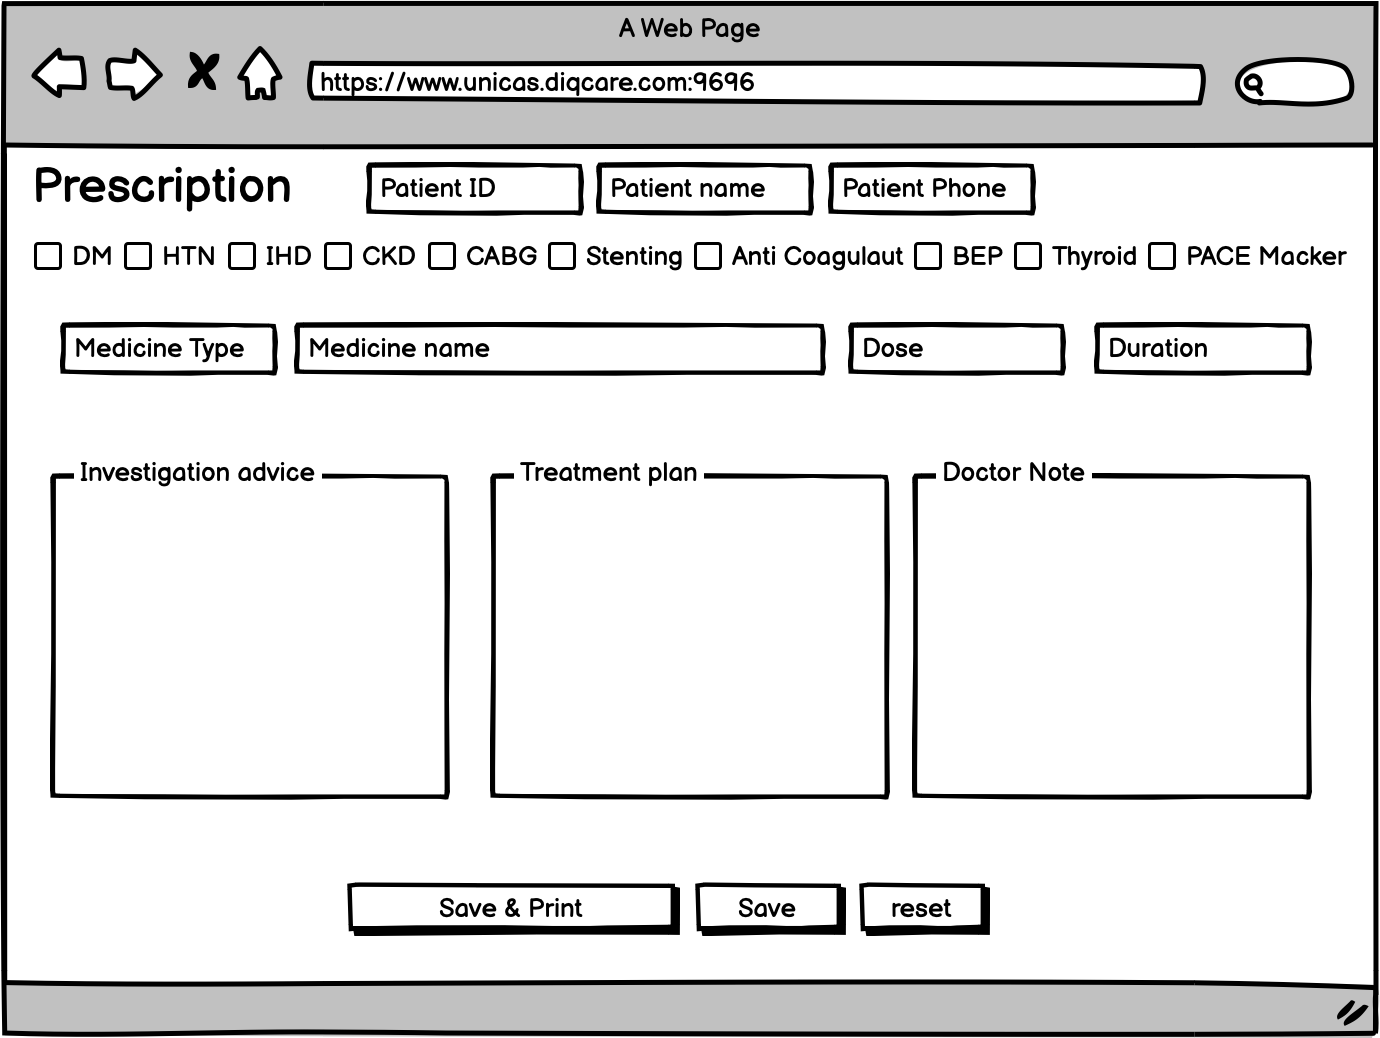 A Web Page
https://www.unicas.diqcare.com:9696
Prescription Patient ID Patient name Patient Phone
DM HTN IHD CKD CABG Stenting Anti Coagulaut BEP Thyroid PACE Macker
Medicine Type Medicine name Dose Duration
Investigation advice Treatment plan Doctor Note
Save & Print Save reset